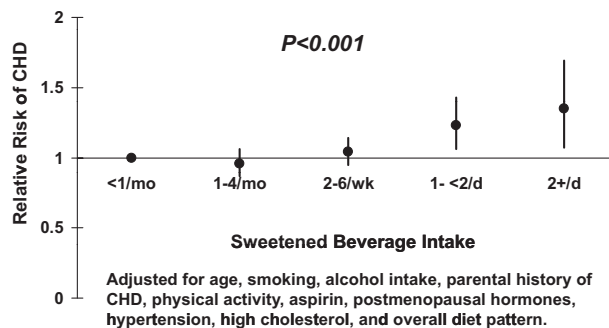 2
P<0.001
1.5
Relative Risk of CHD
1
<1/mo 1-4/mo 2-6/wk 1- <2/d 2+/d
0.5
Sweetened Beverage Intake
0
Adjusted for age, smoking, alcohol intake, parental history of
CHD, physical activity, aspirin, postmenopausal hormones,
hypertension, high cholesterol, and overall diet pattern.